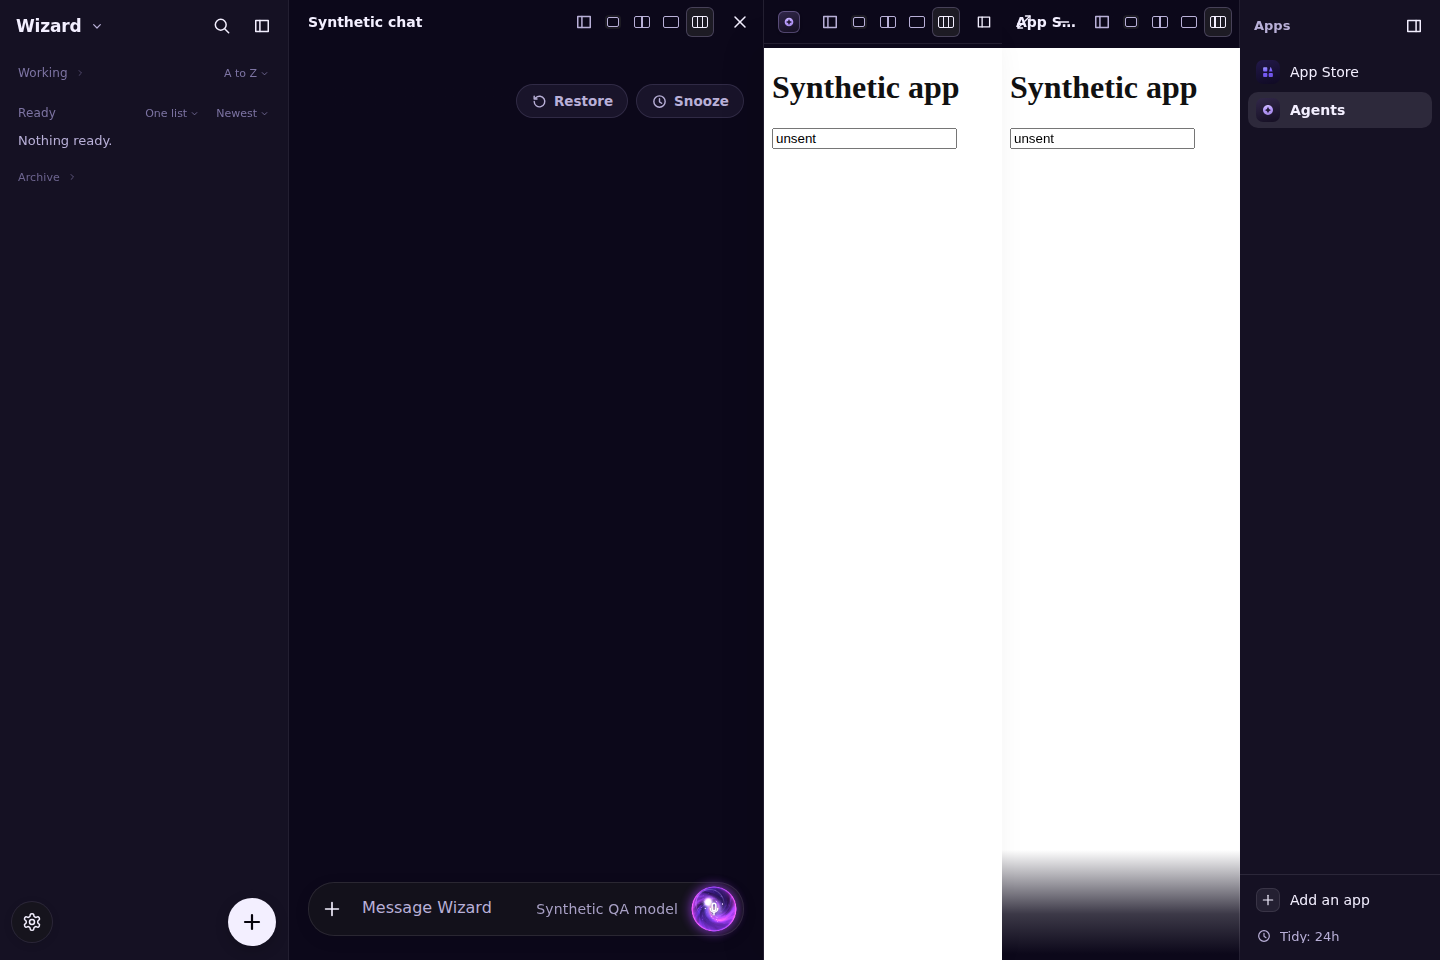 Wizard
Working
A to Z
Ready
One list
Newest
Nothing ready.
Archive
Synthetic chat
Restore
Snooze
Message Wizard
Synthetic QA model
Synthetic app
unsent
App S...
Synthetic app
unsent
Apps
App Store
Agents
Add an app
Tidy: 24h